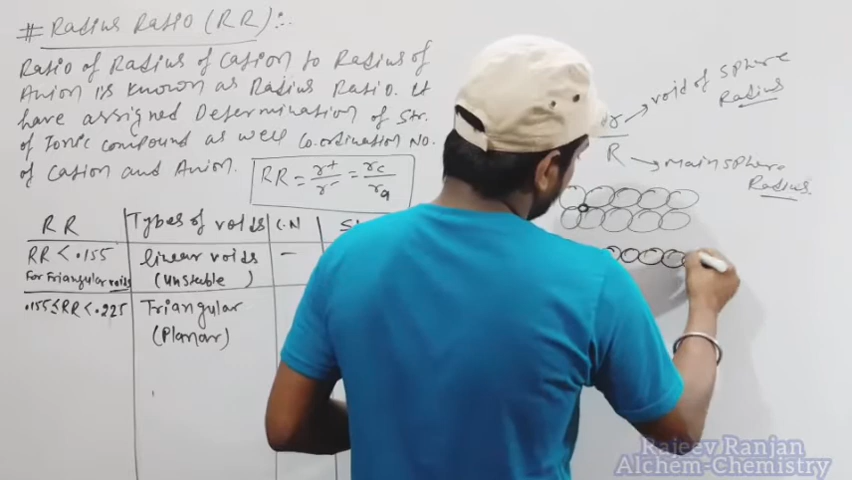 # Radius Ratio (RR):-
Ratio of Radius of Cation to Radius of
Anion is Known as Radius Ratio. It
have assigned Determination of Str.
of Ionic compound as well Co-ordination No.
of Cation and Anion.
RR = r+/r- = rc/ra
RR Types of voids C.N
RR < .155 linear voids -
For Triangular voids (Unstable)
.155 ≤ RR < .225 Triangular
(Planar)
r → void of sphere
Radius
R → main sphere
Radius.
Rajeev Ranjan
Alchem-Chemistry